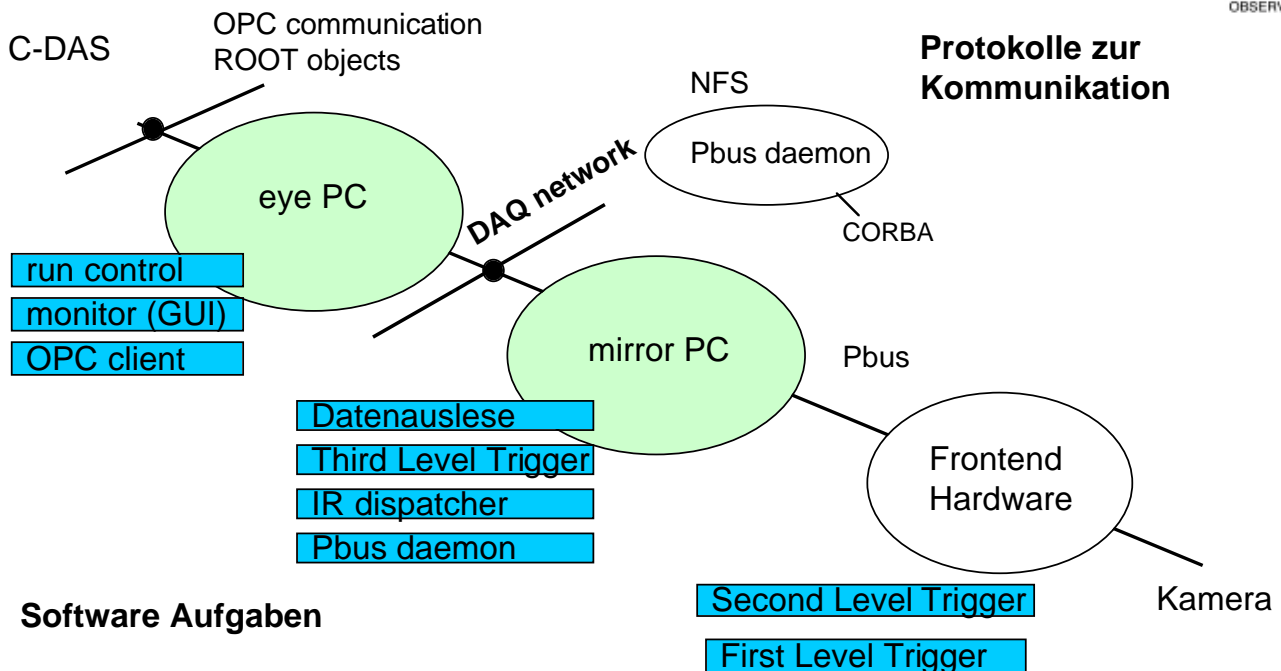 OPC communication
ROOT objects
C-DAS
Protokolle zur
Kommunikation
NFS
Pbus daemon
CORBA
DAQ network
eye PC
run control
monitor (GUI)
OPC client
mirror PC
Pbus
Datenauslese
Third Level Trigger
IR dispatcher
Pbus daemon
Frontend
Hardware
Kamera
Second Level Trigger
First Level Trigger
Software Aufgaben